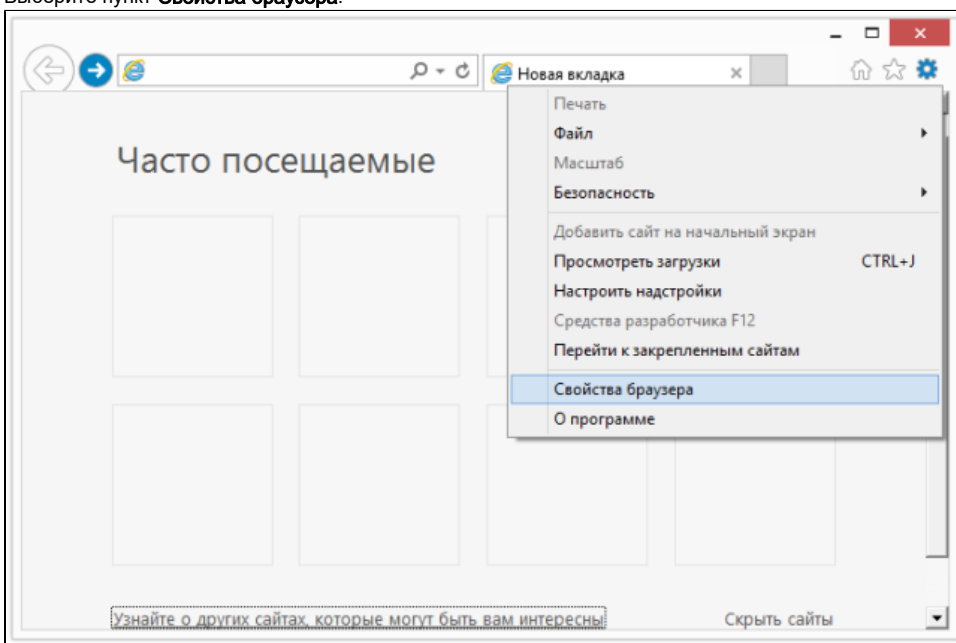 Выберите пункт Свойства браузера.
Новая вкладка
Часто посещаемые
Печать
Файл
Масштаб
Безопасность
Добавить сайт на начальный экран
Просмотреть загрузки CTRL+J
Настроить надстройки
Средства разработчика F12
Перейти к закрепленным сайтам
Свойства браузера
О программе
Узнайте о других сайтах, которые могут быть вам интересны!
Скрыть сайты